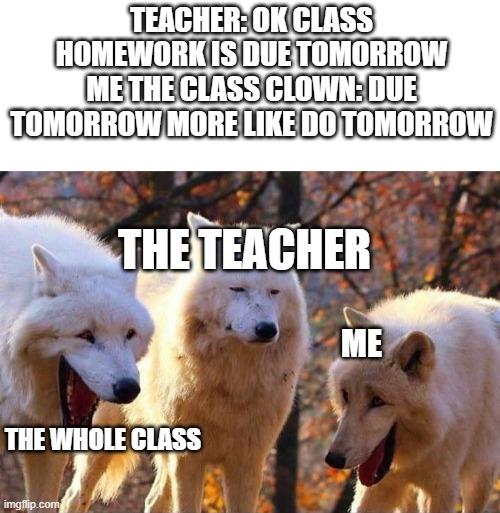 TEACHER: OK CLASS
HOMEWORK IS DUE TOMORROW
ME THE CLASS CLOWN: DUE
TOMORROW MORE LIKE DO TOMORROW
THE TEACHER
ME
THE WHOLE CLASS
imgflip.com